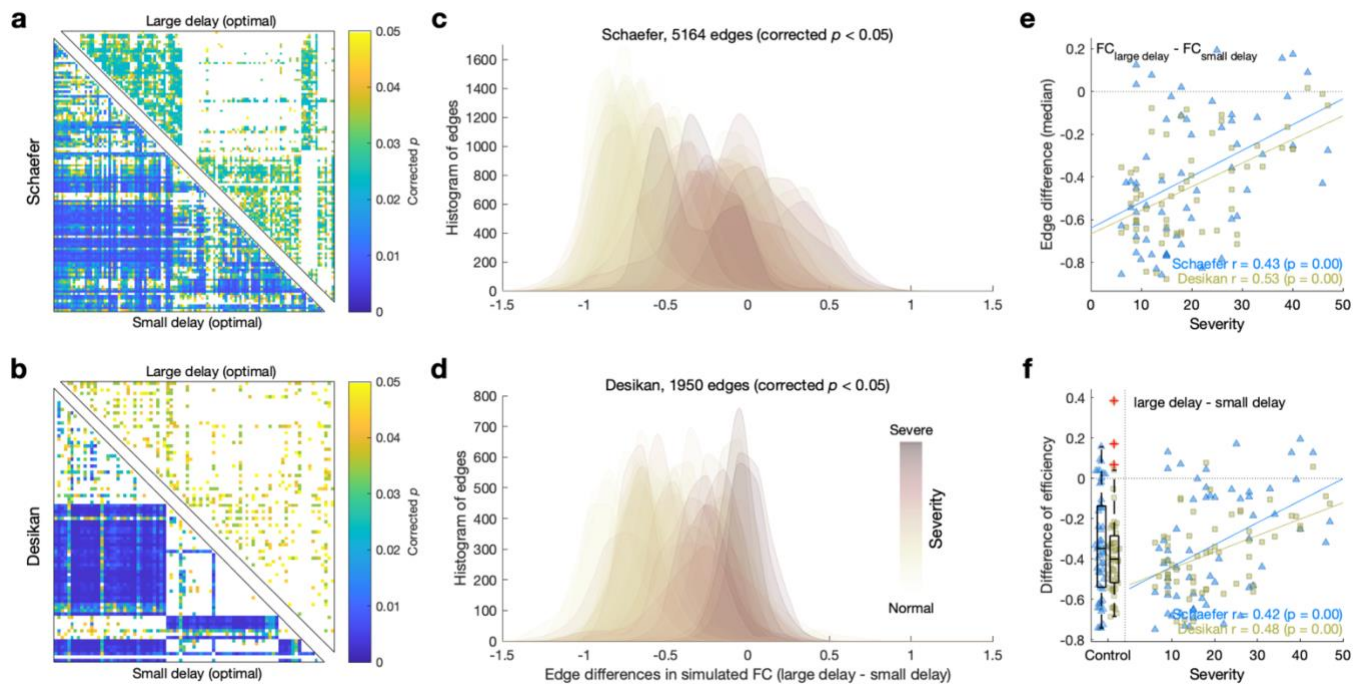 a
Large delay (optimal)
Schaefer
Small delay (optimal)
0.05
0.04
0.03
0.02
0.01
0
Corrected p
b
Large delay (optimal)
Desikan
Small delay (optimal)
0.05
0.04
0.03
0.02
0.01
0
Corrected p
c
Schaefer, 5164 edges (corrected p < 0.05)
Histogram of edges
1600
1400
1200
1000
800
600
400
200
0
-1.5 -1 -0.5 0 0.5 1 1.5
d
Desikan, 1950 edges (corrected p < 0.05)
Histogram of edges
800
700
600
500
400
300
200
100
0
Severe
Severity
Normal
-1.5 -1 -0.5 0 0.5 1 1.5
Edge differences in simulated FC (large delay - small delay)
e
FClarge delay - FCsmall delay
Edge difference (median)
0.2
0
-0.2
-0.4
-0.6
-0.8
Schaefer r = 0.43 (p = 0.00)
Desikan r = 0.53 (p = 0.00)
0 10 20 30 40 50
Severity
f
large delay - small delay
Difference of efficiency
0.4
0.2
0
-0.2
-0.4
-0.6
-0.8
Schaefer r = 0.42 (p = 0.00)
Desikan r = 0.48 (p = 0.00)
Control 10 20 30 40 50
Severity